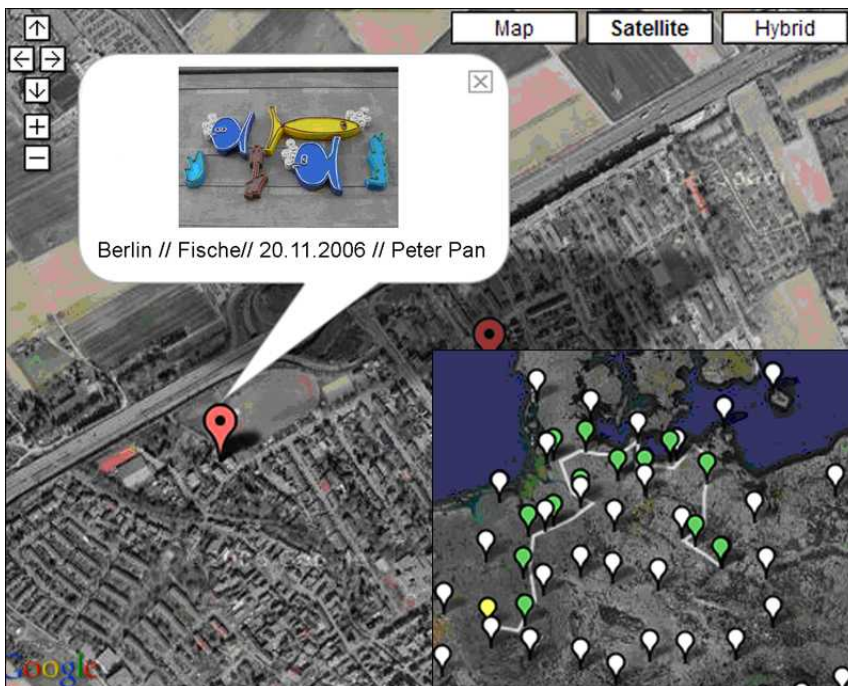 Map
Satellite
Hybrid
Berlin // Fische// 20.11.2006 // Peter Pan
Google